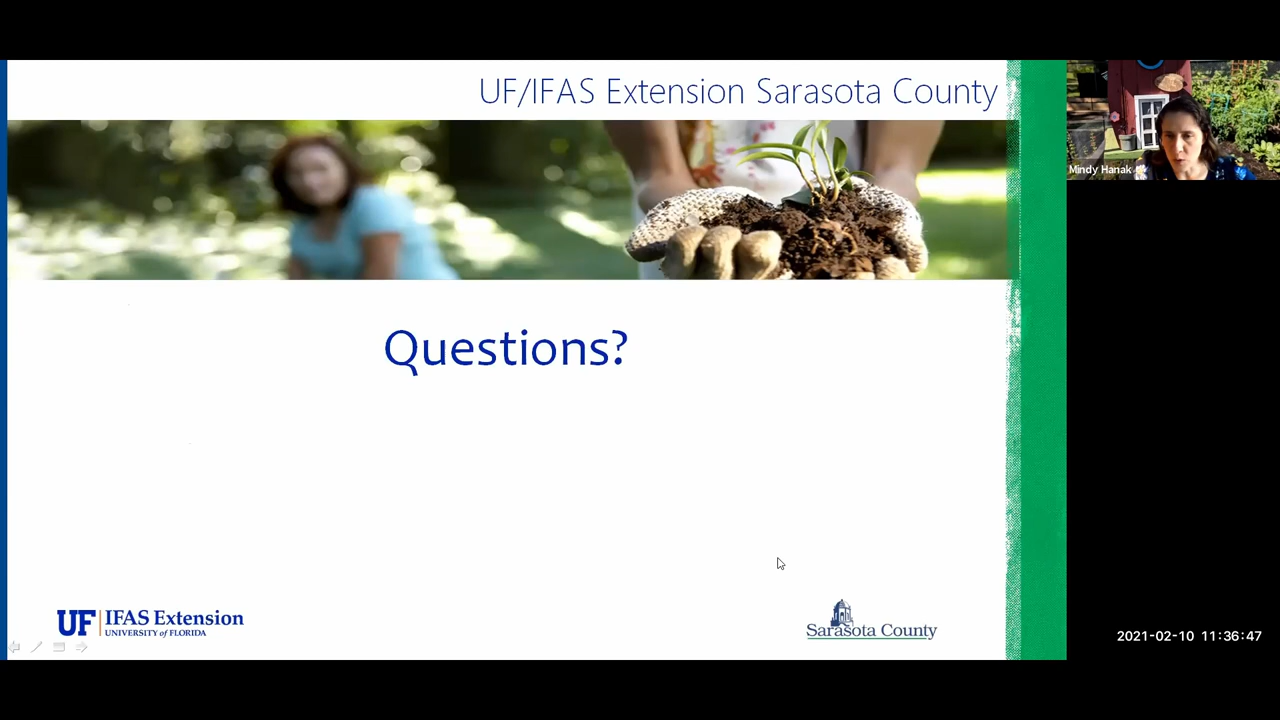 UF/IFAS Extension Sarasota County
Mindy Hanak
Questions?
UF IFAS Extension
UNIVERSITY of FLORIDA
Sarasota County
2021-02-10 11:36:47